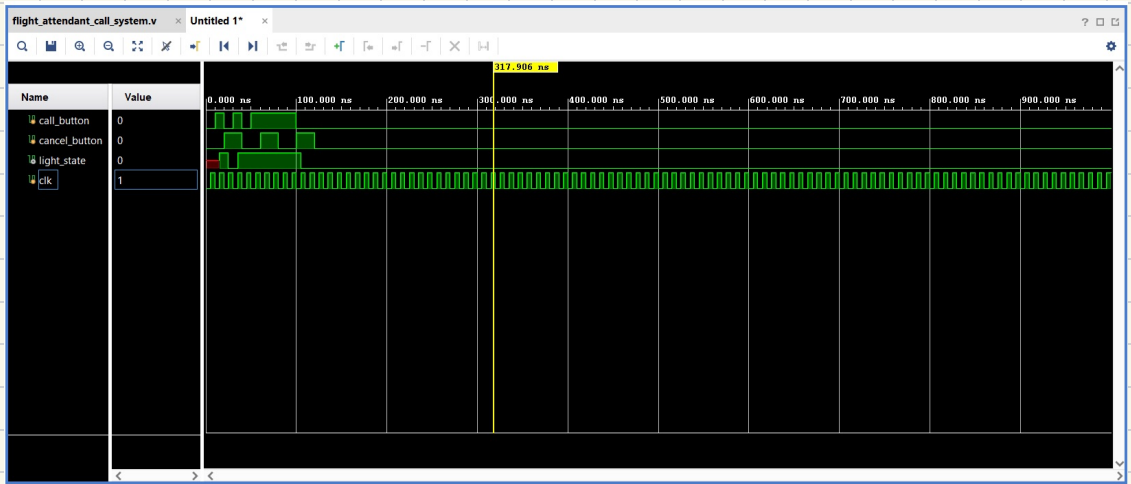 flight_attendant_call_system.v × Untitled 1* ×
317.906 ns
Name Value
0.000 ns 100.000 ns 200.000 ns 300.000 ns 400.000 ns 500.000 ns 600.000 ns 700.000 ns 800.000 ns 900.000 ns
call_button 0
cancel_button 0
light_state 0
clk 1